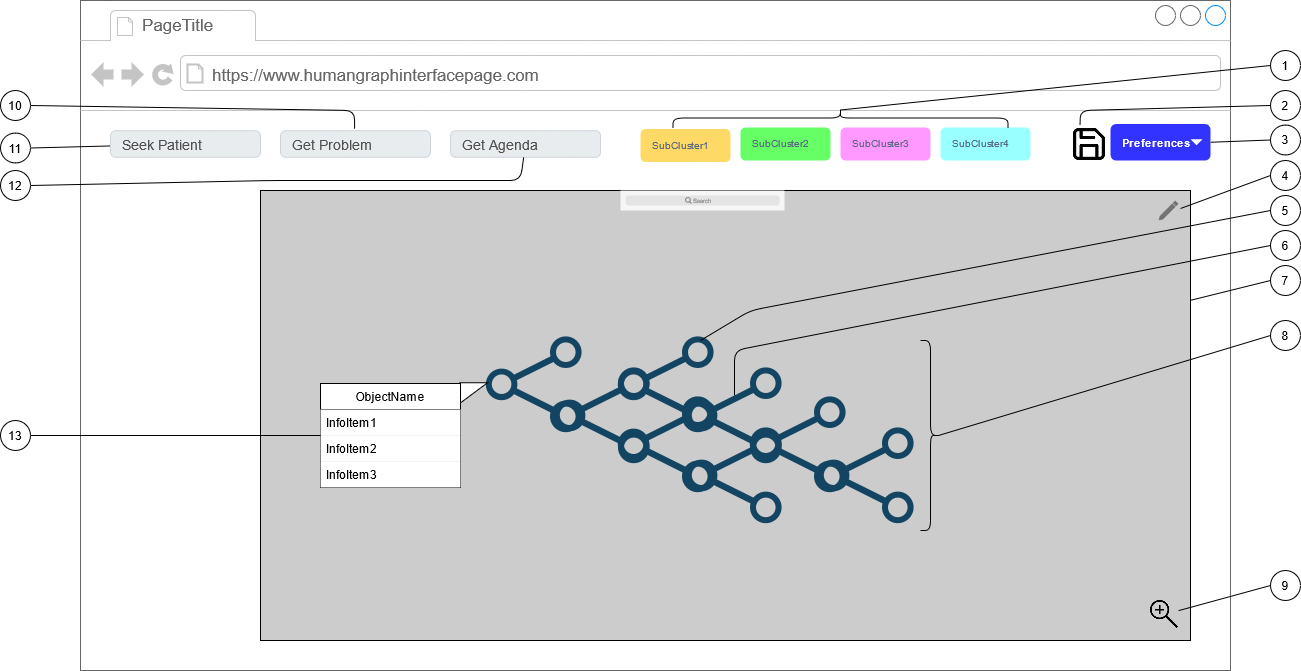 PageTitle
https://www.humangraphinterfacepage.com
1
10
2
Seek Patient
Get Problem
Get Agenda
SubCluster1
SubCluster2
SubCluster3
SubCluster4
Preferences
3
11
12
4
Search
5
6
7
8
ObjectName
InfoItem1
InfoItem2
InfoItem3
13
9